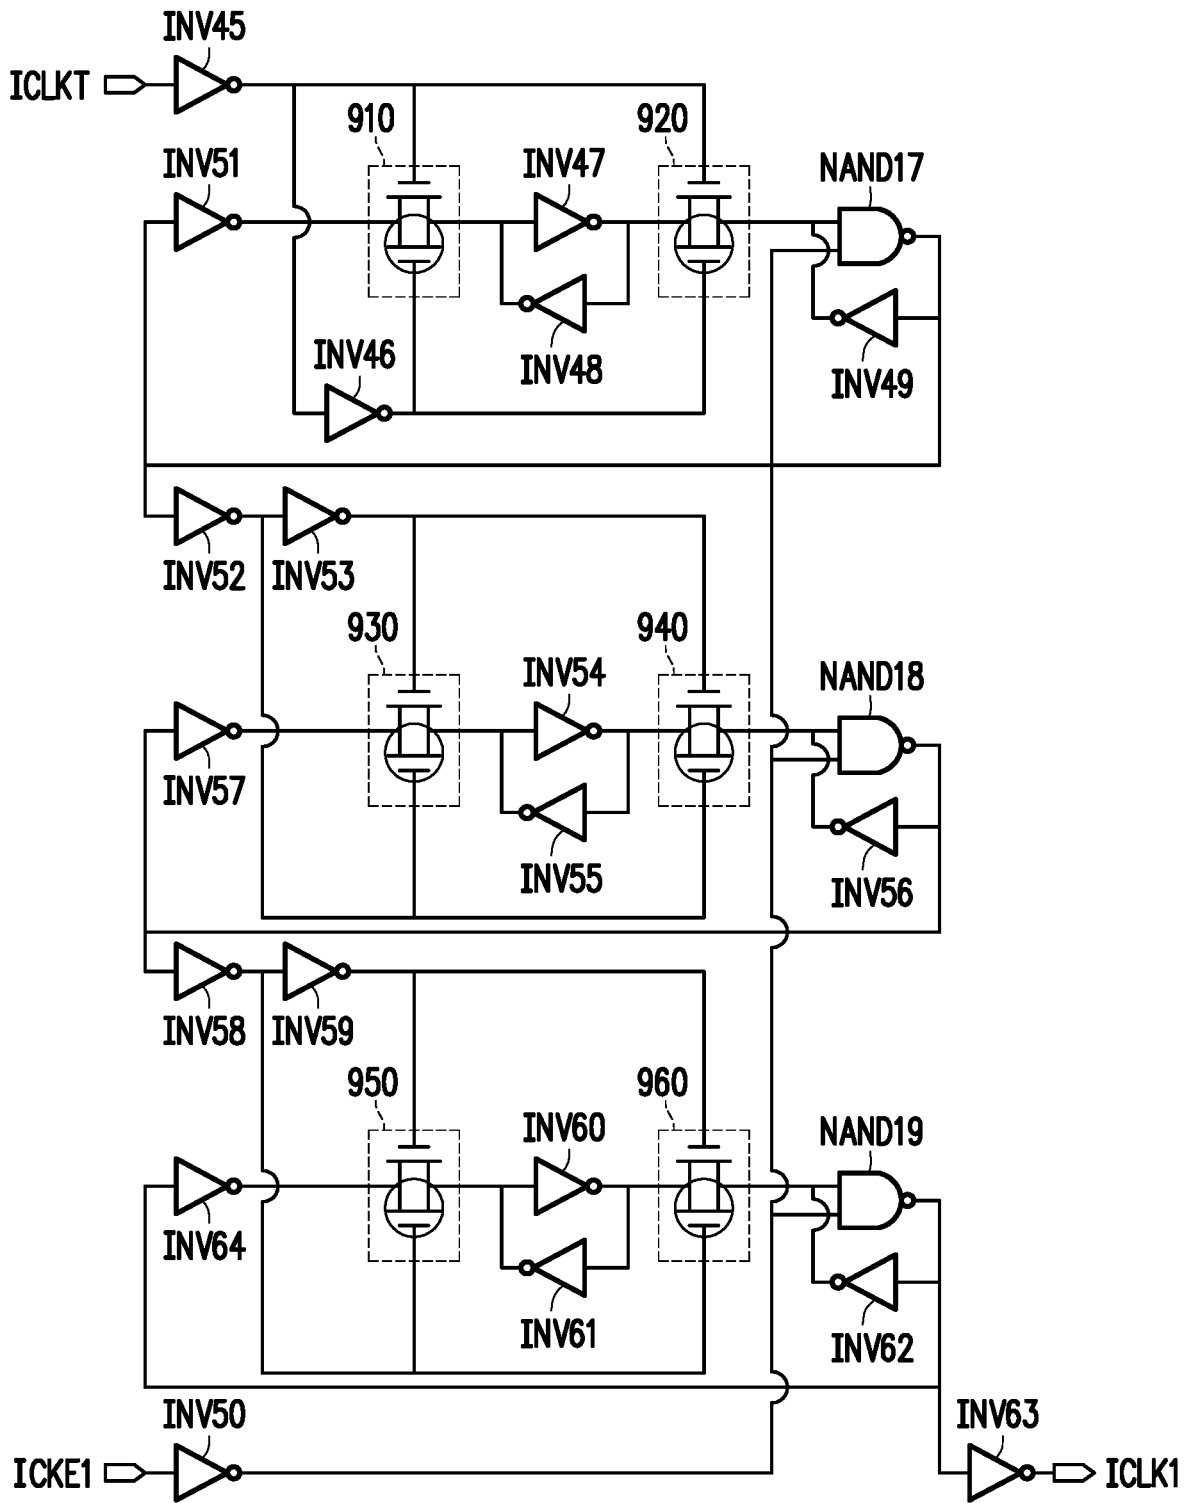 INV45
ICLKT
910
920
INV51
INV47
NAND17
INV46
INV48
INV49
INV52
INV53
930
940
INV54
NAND18
INV57
INV55
INV56
INV58
INV59
950
960
INV60
NAND19
INV64
INV61
INV62
INV50
INV63
ICKE1
ICLK1